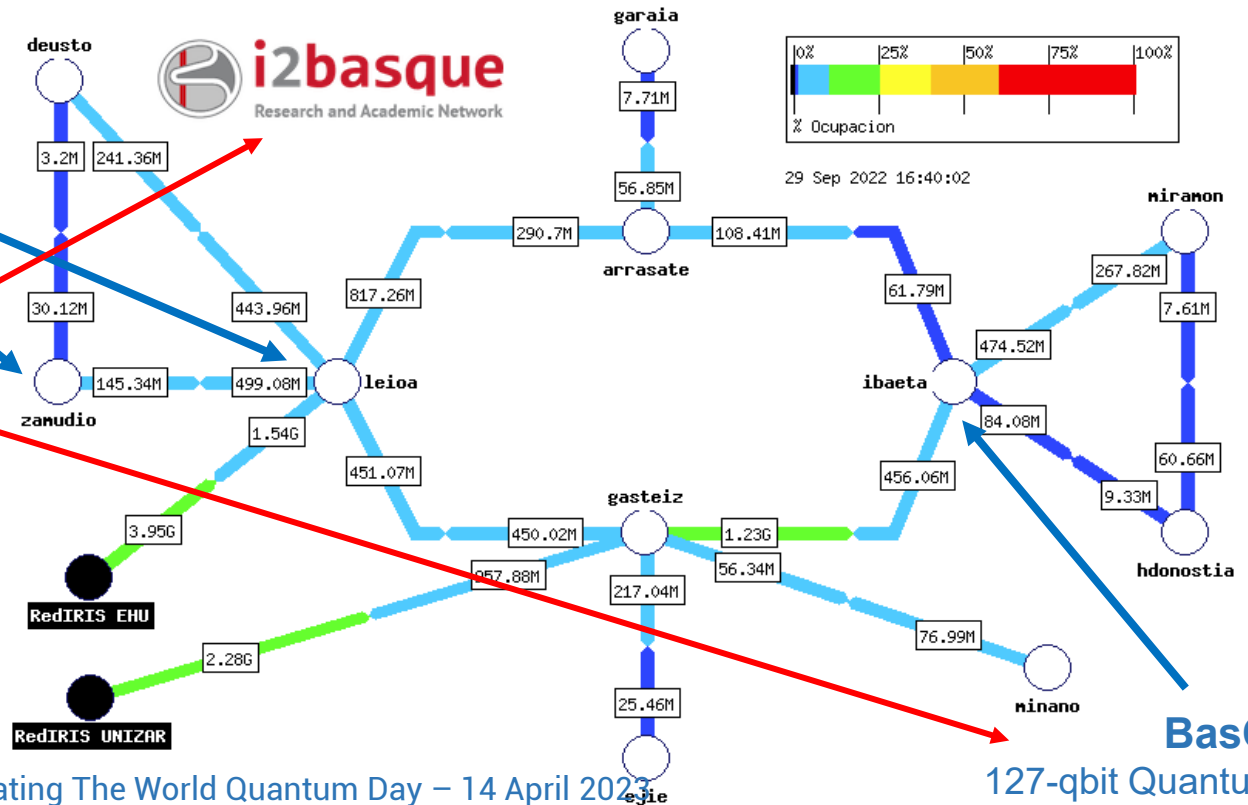 garaia
deusto
i2basque
Research and Academic Network
0% 25% 50% 75% 100%
% Ocupacion
7.71M
3.2M 241.36M
29 Sep 2022 16:40:02
56.85M
miramon
290.7M 108.41M
arrasate
267.82M
817.26M 61.79M
30.12M 443.96M 7.61M
474.52M
145.34M 499.08M leioa ibaeta
zamudio
84.08M
1.54G
451.07M 456.06M 60.66M
gasteiz 9.33M
3.95G 450.02M 1.23G
hdonostia
957.88M 56.34M
217.04M
RedIRIS EHU
76.99M
2.28G
25.46M
minano
RedIRIS UNIZAR
ating The World Quantum Day – 14 April 2023
ejie
127-qbit